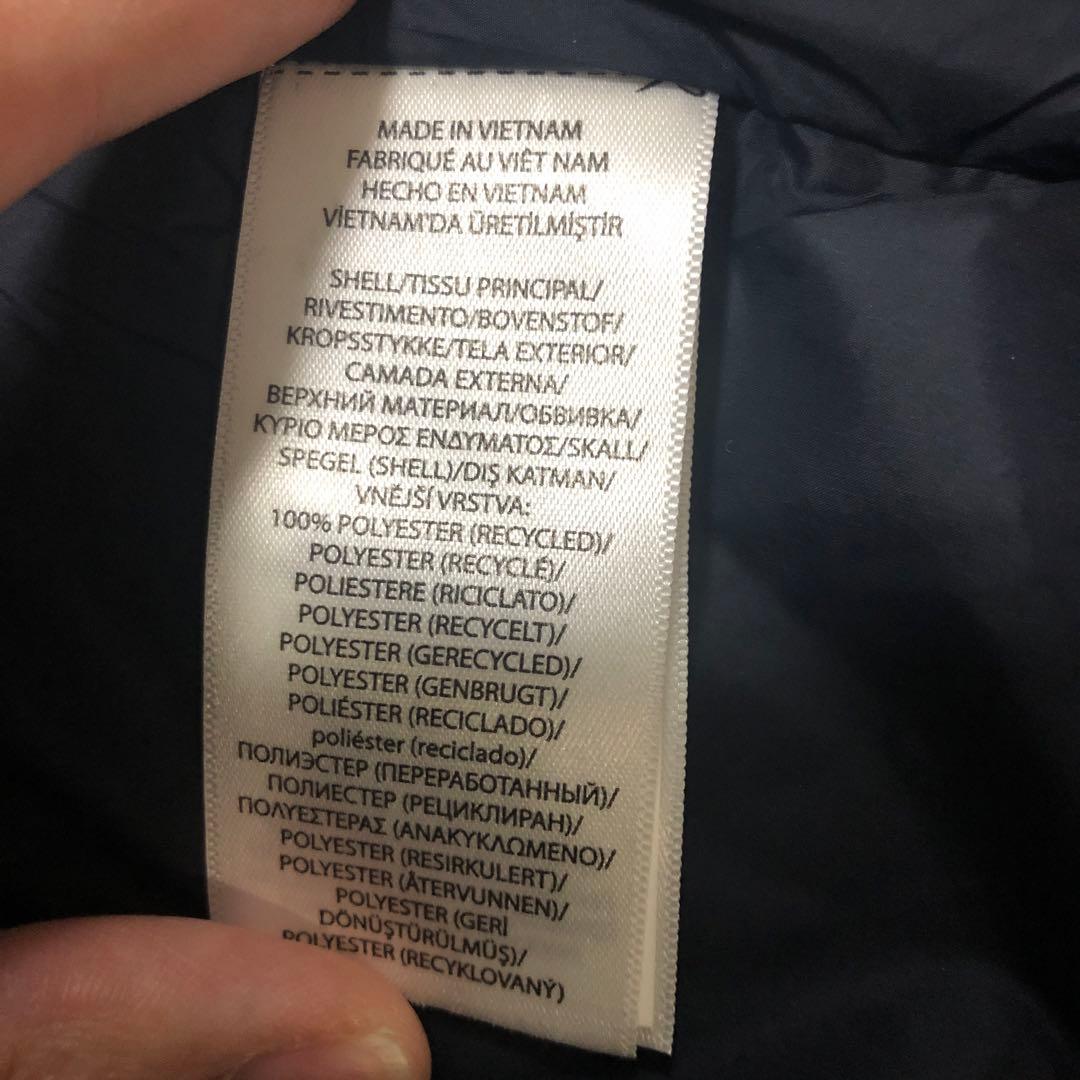 MADE IN VIETNAM
FABRIQUÉ AU VIÊT NAM
HECHO EN VIETNAM
VİETNAM'DA ÜRETİLMİŞTİR
SHELL/TISSU PRINCIPAL/
RIVESTIMENTO/BOVENSTOF/
KROPSSTYKKE/TELA EXTERIOR/
CAMADA EXTERNA/
ВЕРХНИЙ МАТЕРИАЛ/ОБВИВКА/
ΚΥΡΙΟ ΜΕΡΟΣ ΕΝΔΥΜΑΤΟΣ/SKALL/
SPEGEL (SHELL)/DIŞ KATMAN/
VNĚJŠÍ VRSTVA:
100% POLYESTER (RECYCLED)/
POLYESTER (RECYCLÉ)/
POLIESTERE (RICICLATO)/
POLYESTER (RECYCELT)/
POLYESTER (GERECYCLED)/
POLYESTER (GENBRUGT)/
POLIÉSTER (RECICLADO)/
poliéster (reciclado)/
ПОЛИЭСТЕР (ПЕРЕРАБОТАННЫЙ)/
ПОЛИЕСТЕР (РЕЦИКЛИРАН)/
ΠΟΛΥΕΣΤΕΡΑΣ (ΑΝΑΚΥΚΛΩΜΕΝΟ)/
POLYESTER (RESIRKULERT)/
POLYESTER (ÅTERVUNNEN)/
POLYESTER (GERİ
DÖNÜŞTÜRÜLMÜŞ)/
POLYESTER (RECYKLOVANÝ)